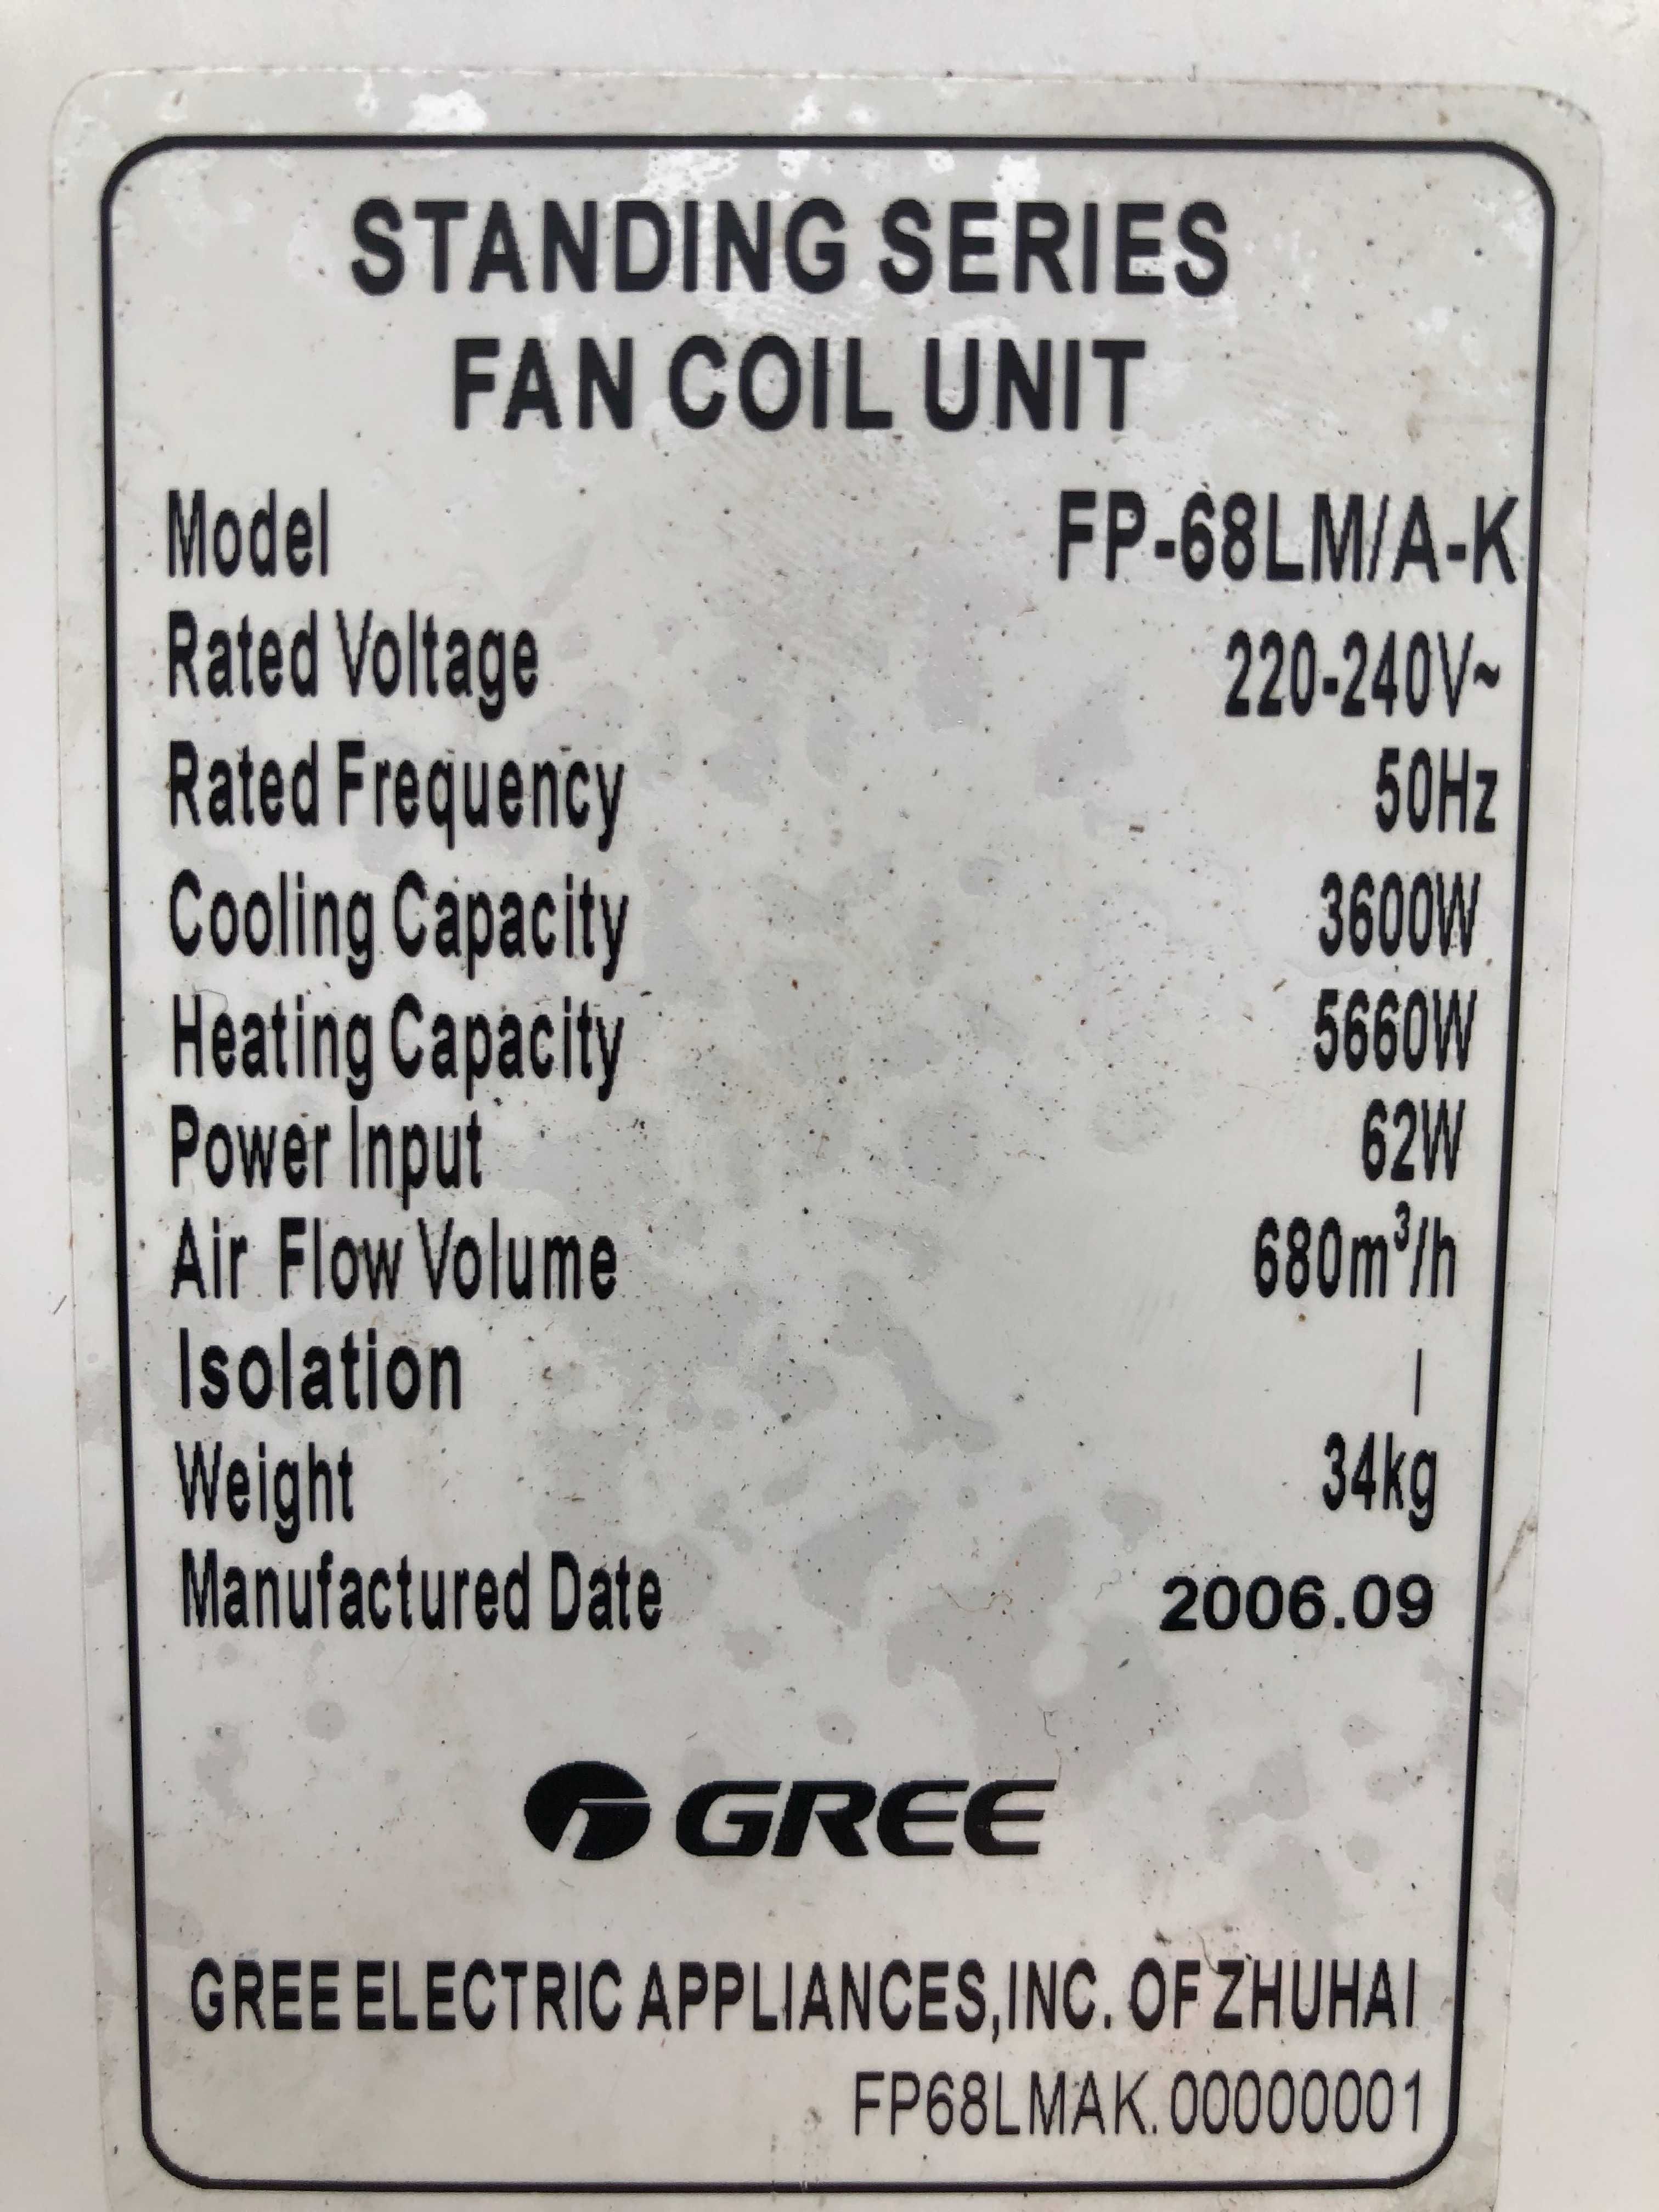 STANDING SERIES
FAN COIL UNIT
Model FP-68LM/A-K
Rated Voltage 220-240V~
Rated Frequency 50Hz
Cooling Capacity 3600W
Heating Capacity 5660W
Power Input 62W
Air Flow Volume 680m³/h
Isolation I
Weight 34kg
Manufactured Date 2006.09
GREE
GREE ELECTRIC APPLIANCES,INC. OF ZHUHAI
FP68LMAK.00000001